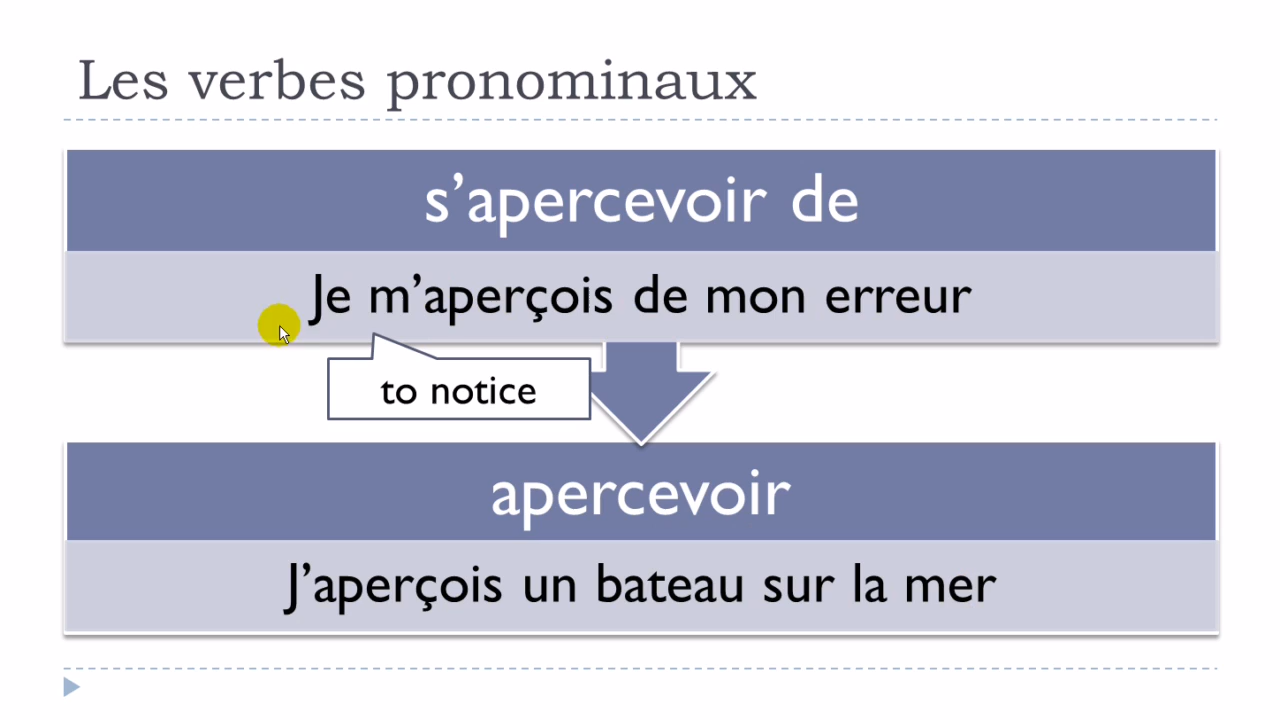 Les verbes pronominaux
s’apercevoir de
Je m’aperçois de mon erreur
to notice
apercevoir
J’aperçois un bateau sur la mer